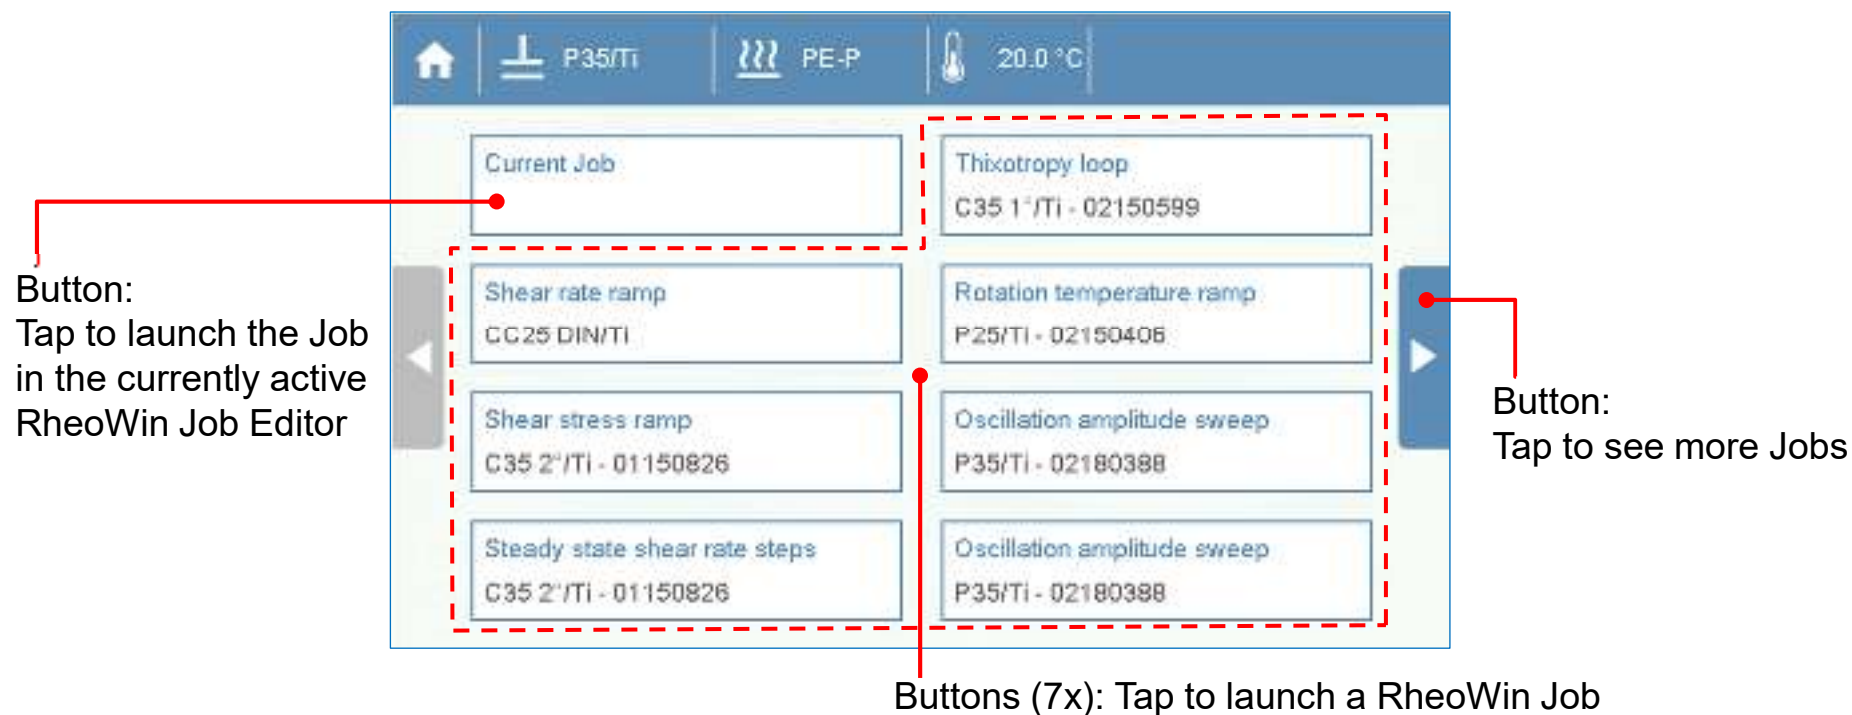 P35/Ti
PE-P
20.0 °C
Current Job
Thixotropy loop
C35 1°/Ti - 02150599
Shear rate ramp
CC25 DIN/Ti
Rotation temperature ramp
P25/Ti - 02150406
Shear stress ramp
C35 2°/Ti - 01150826
Oscillation amplitude sweep
P35/Ti - 02180388
Steady state shear rate steps
C35 2°/Ti - 01150826
Oscillation amplitude sweep
P35/Ti - 02180388
Button:
Tap to launch the Job
in the currently active
RheoWin Job Editor
Button:
Tap to see more Jobs
Buttons (7x): Tap to launch a RheoWin Job